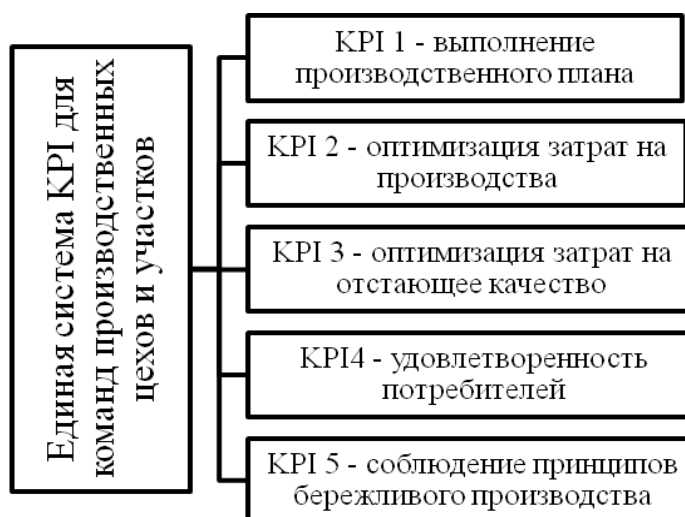 Единая система KPI для
команд производственных
цехов и участков
KPI 1 - выполнение
производственного плана
KPI 2 - оптимизация затрат на
производства
KPI 3 - оптимизация затрат на
отстающее качество
KPI4 - удовлетворенность
потребителей
KPI 5 - соблюдение принципов
бережливого производства